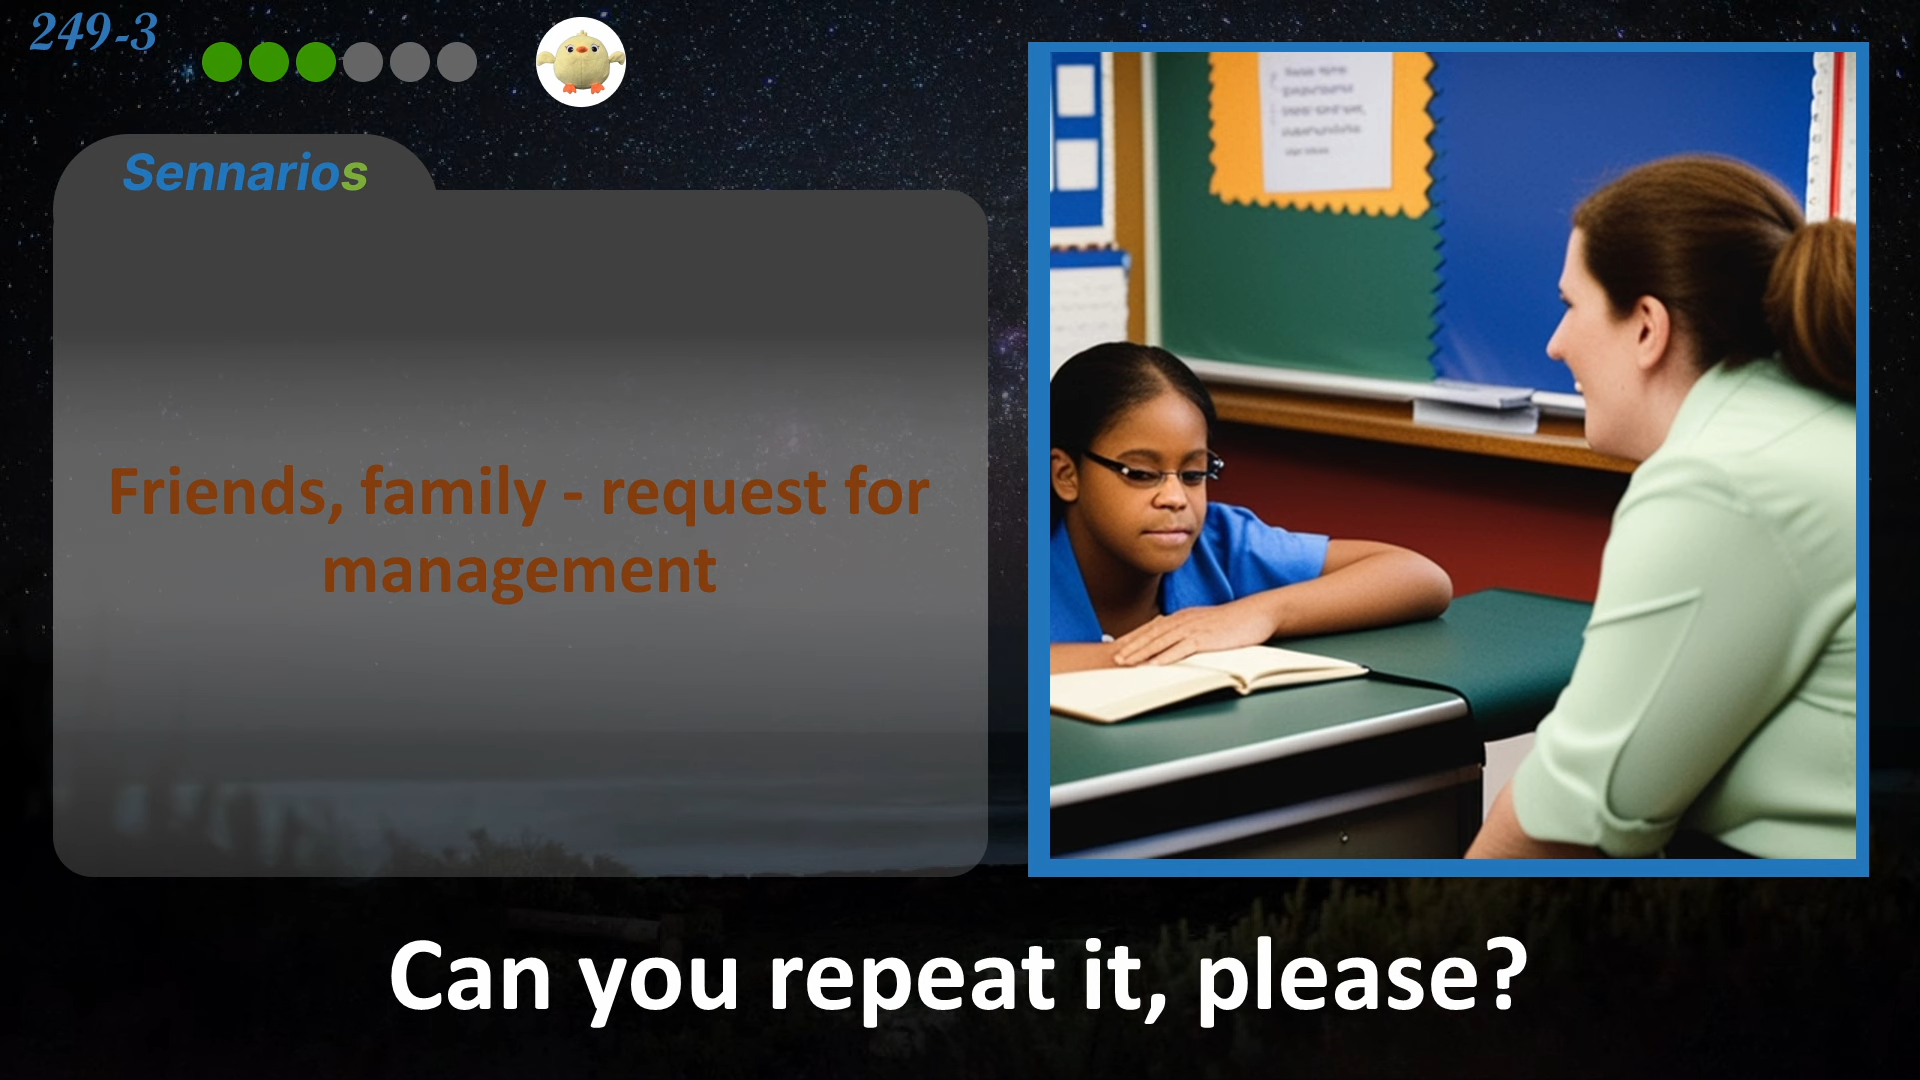 249-3
Sennarios
Friends, family - request for
management
Can you repeat it, please?